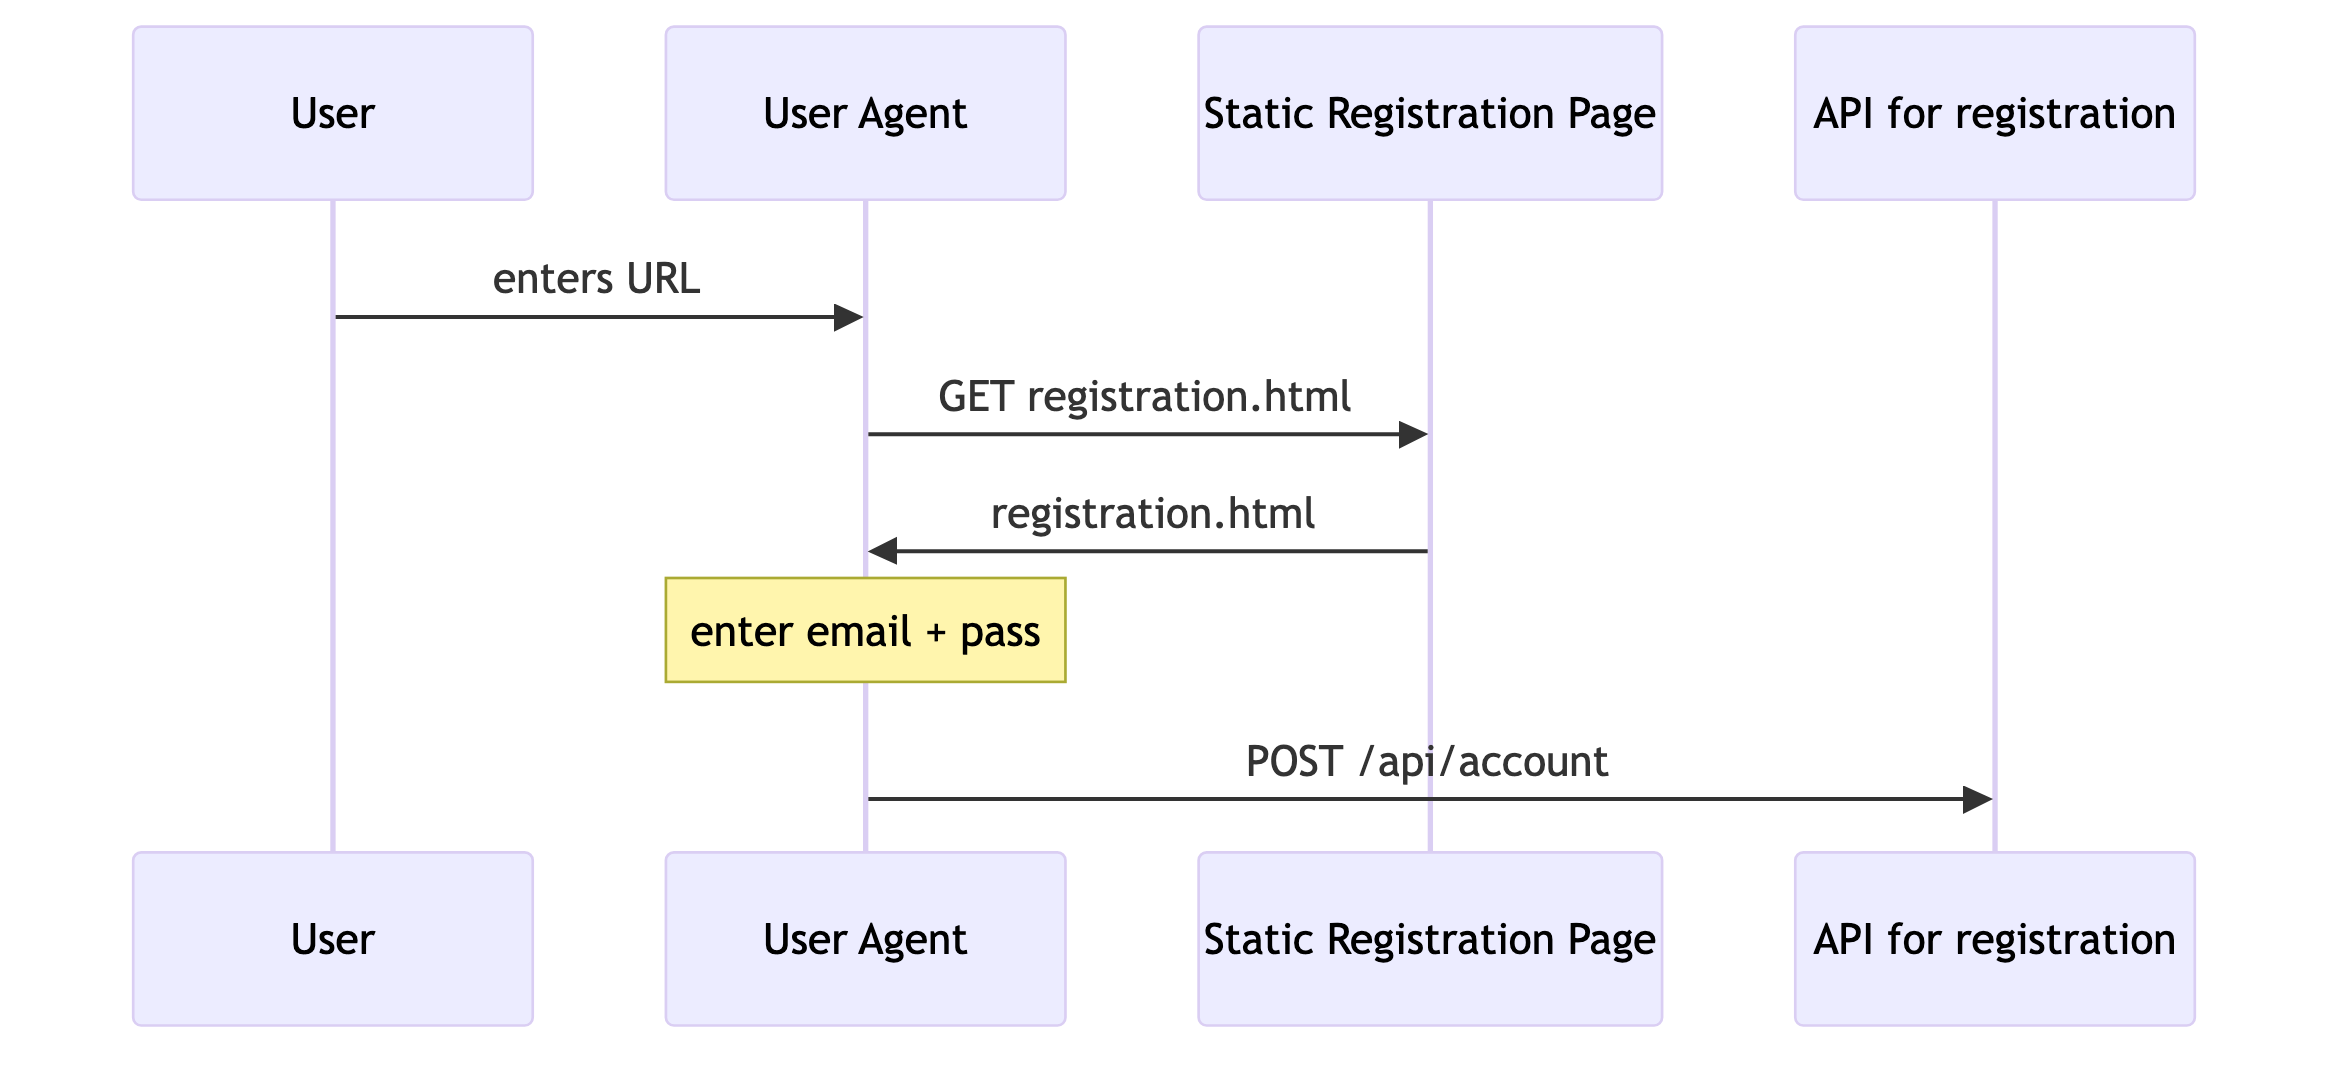 User
User Agent
Static Registration Page
API for registration
enters URL
GET registration.html
registration.html
enter email + pass
POST /api/account
User
User Agent
Static Registration Page
API for registration